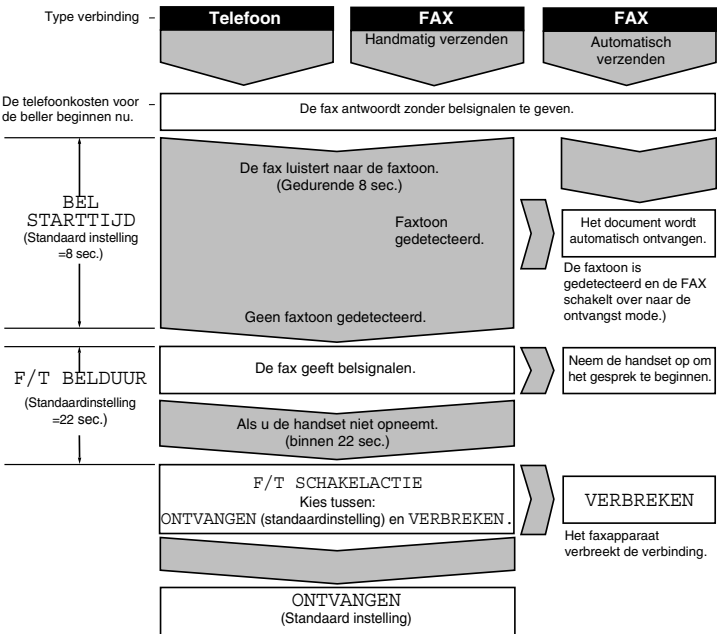 Type verbinding
Telefoon
FAX
Handmatig verzenden
FAX
Automatisch
verzenden
De telefoonkosten voor
de beller beginnen nu.
De fax antwoordt zonder belsignalen te geven.
BEL
STARTTIJD
(Standaard instelling
=8 sec.)
De fax luistert naar de faxtoon.
(Gedurende 8 sec.)
Faxtoon
gedetecteerd.
Geen faxtoon gedetecteerd.
Het document wordt
automatisch ontvangen.
De faxtoon is
gedetecteerd en de FAX
schakelt over naar de
ontvangst mode.)
F/T BELDUUR
(Standaardinstelling
=22 sec.)
De fax geeft belsignalen.
Neem de handset op om
het gesprek te beginnen.
Als u de handset niet opneemt.
(binnen 22 sec.)
F/T SCHAKELACTIE
Kies tussen:
ONTVANGEN (standaardinstelling) en VERBREKEN.
VERBREKEN
Het faxapparaat
verbreekt de verbinding.
ONTVANGEN
(Standaard instelling)